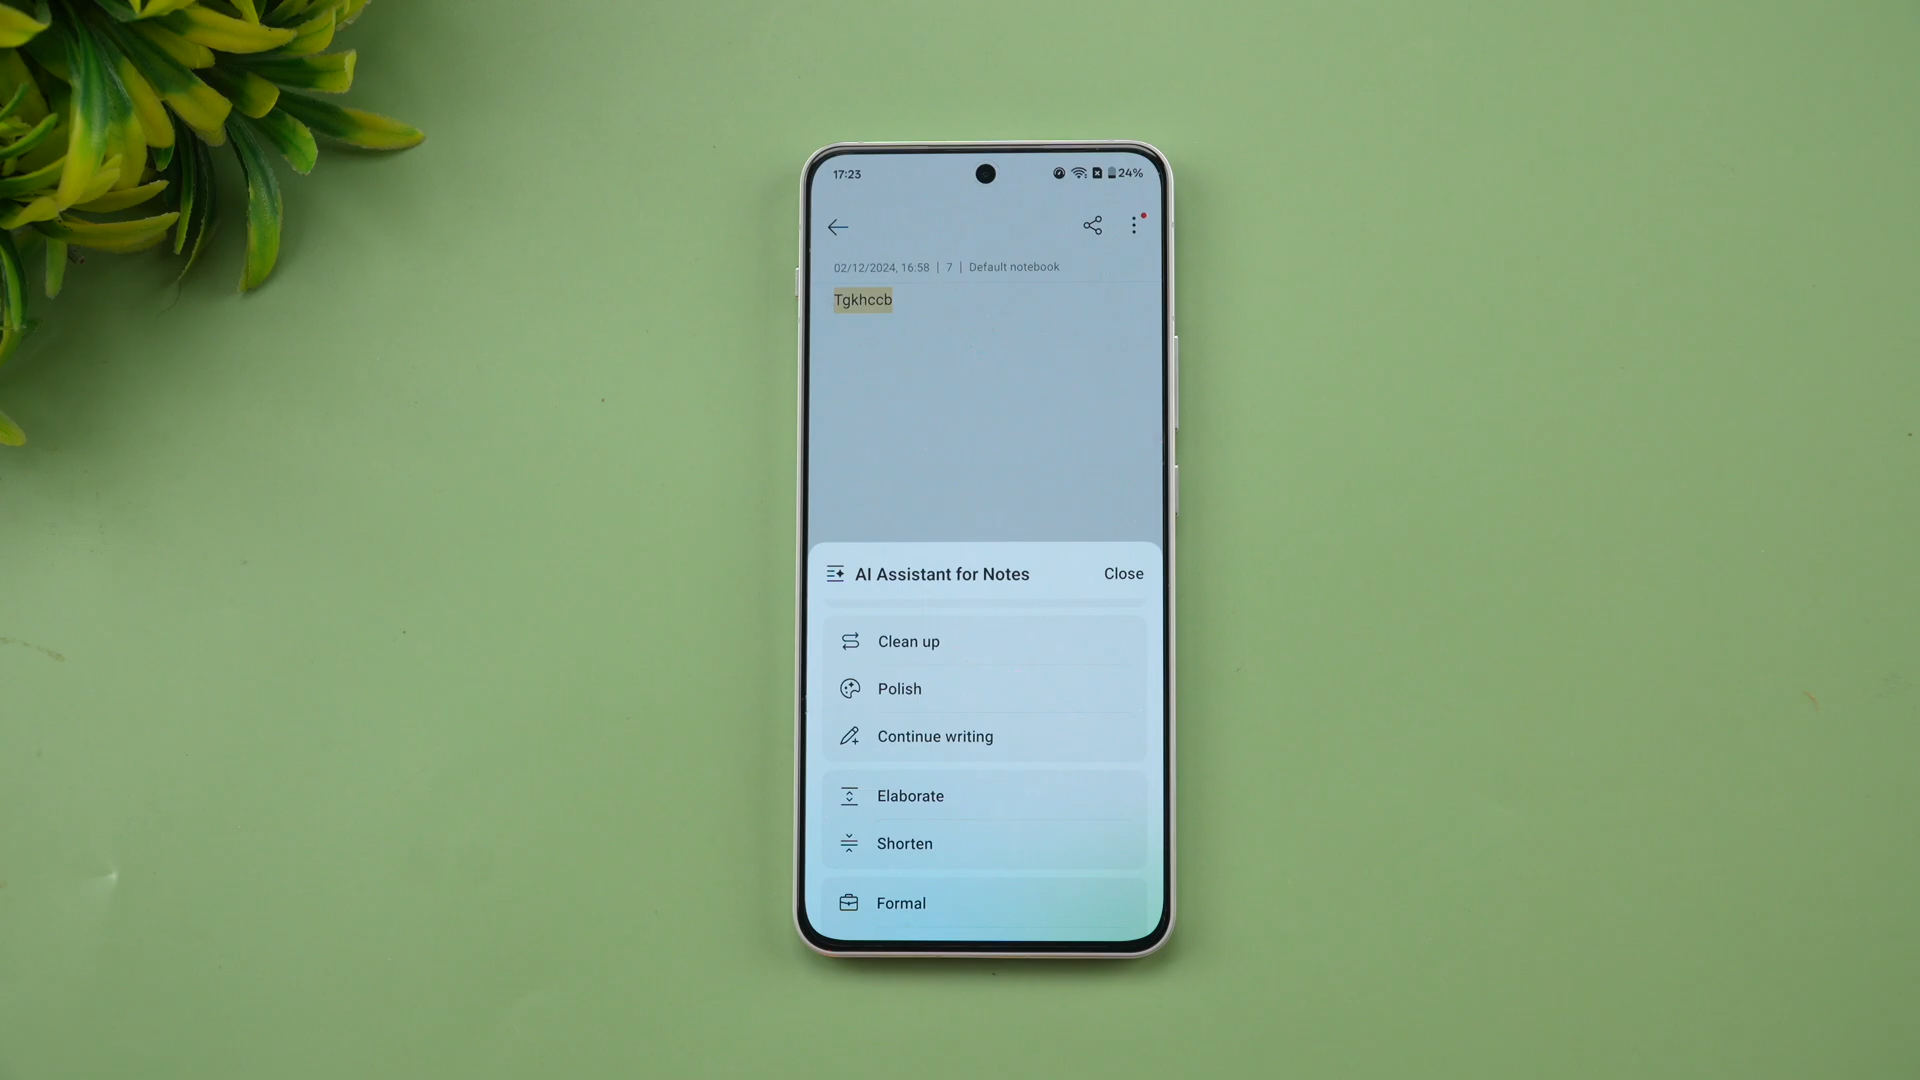 17:23 24%
02/12/2024, 16:58 | 7 | Default notebook
Tgkhccb
AI Assistant for Notes Close
Clean up
Polish
Continue writing
Elaborate
Shorten
Formal